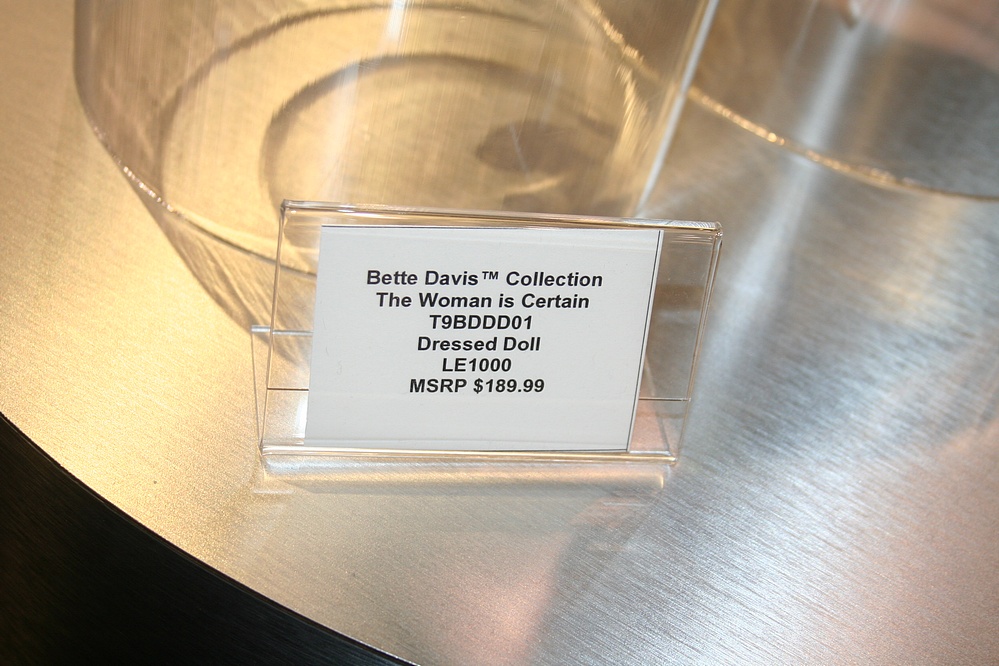 Bette Davis™ Collection
The Woman is Certain
T9BDDD01
Dressed Doll
LE1000
MSRP $189.99